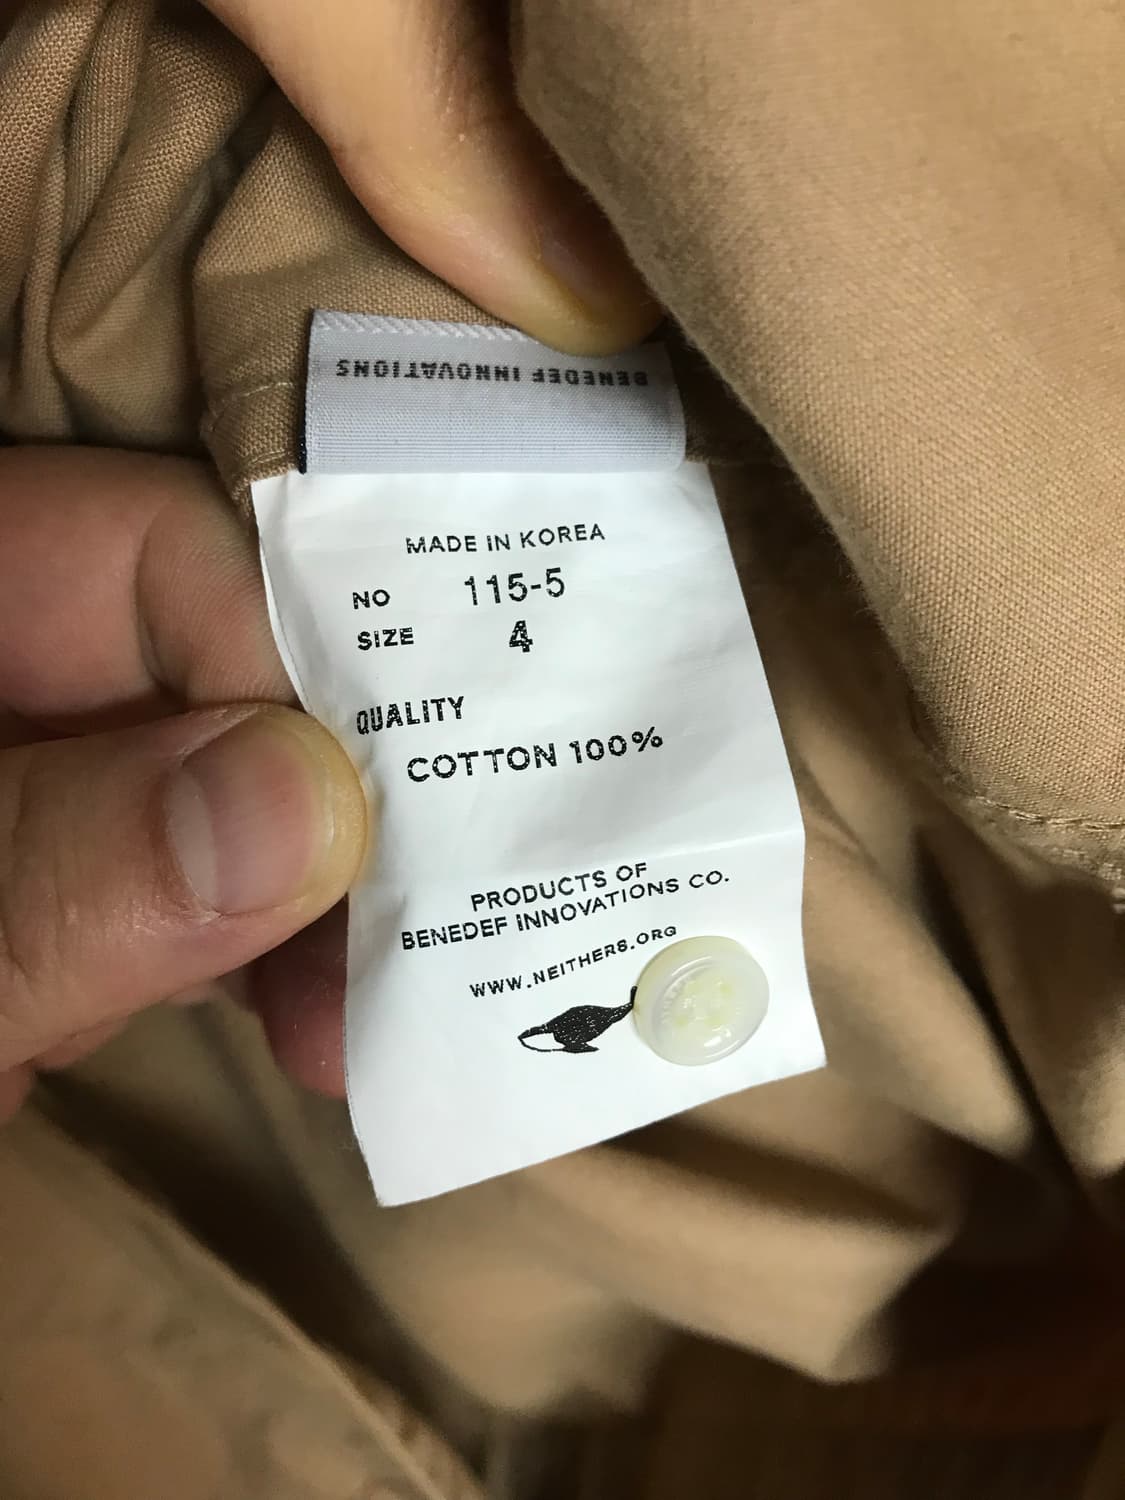 BENEDEF INNOVATIONS
MADE IN KOREA
NO 115-5
SIZE 4
QUALITY
COTTON 100%
PRODUCTS OF
BENEDEF INNOVATIONS CO.
WWW.NEITHERS.ORG